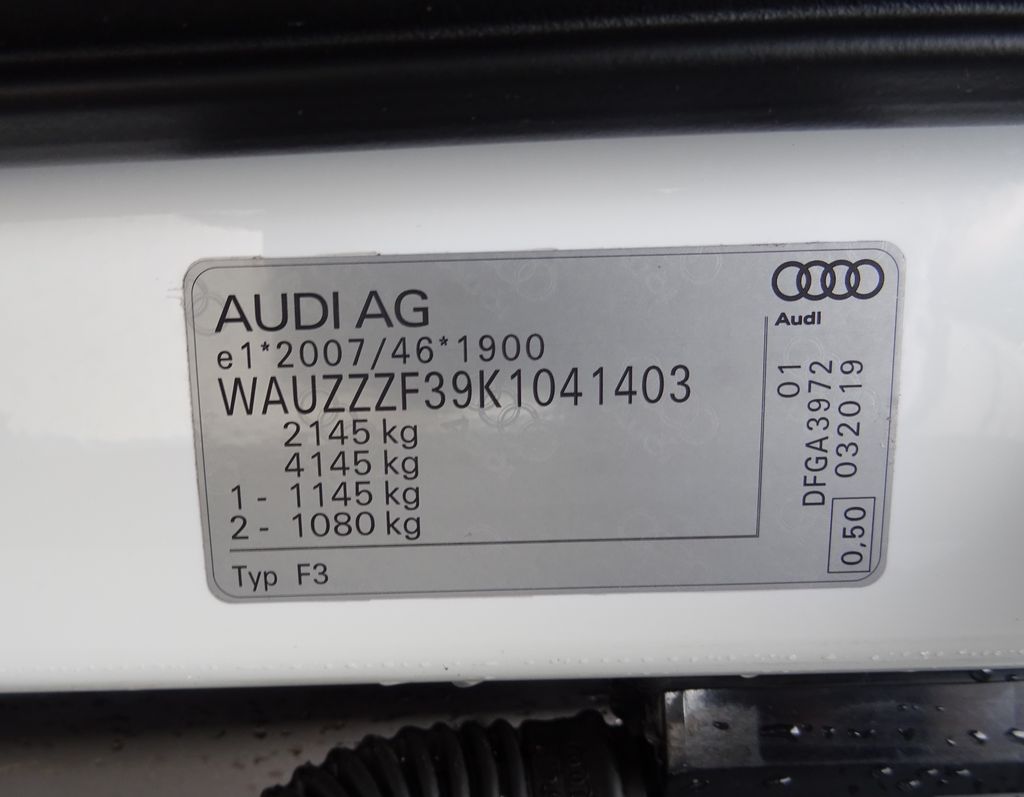 AUDI AG
e1*2007/46*1900
WAUZZZF39K1041403
2145 kg
4145 kg
1 - 1145 kg
2 - 1080 kg
Typ F3
Audi
01
DFGA3972
032019
0,50